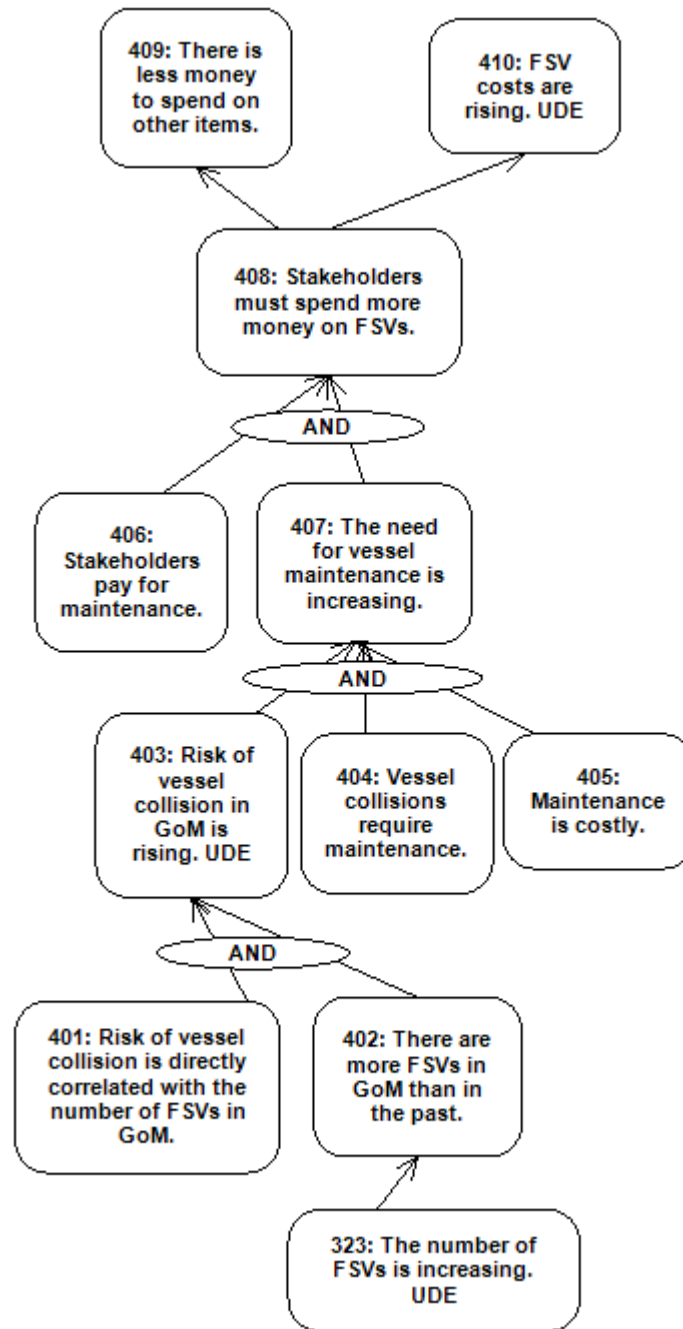 409: There is
less money
to spend on
other items.
410: FSV
costs are
rising. UDE
408: Stakeholders
must spend more
money on FSVs.
AND
406:
Stakeholders
pay for
maintenance.
407: The need
for vessel
maintenance is
increasing.
AND
403: Risk of
vessel
collision in
GoM is
rising. UDE
404: Vessel
collisions
require
maintenance.
405:
Maintenance
is costly.
AND
401: Risk of vessel
collision is directly
correlated with the
number of FSVs in
GoM.
402: There are
more FSVs in
GoM than in
the past.
323: The number of
FSVs is increasing.
UDE